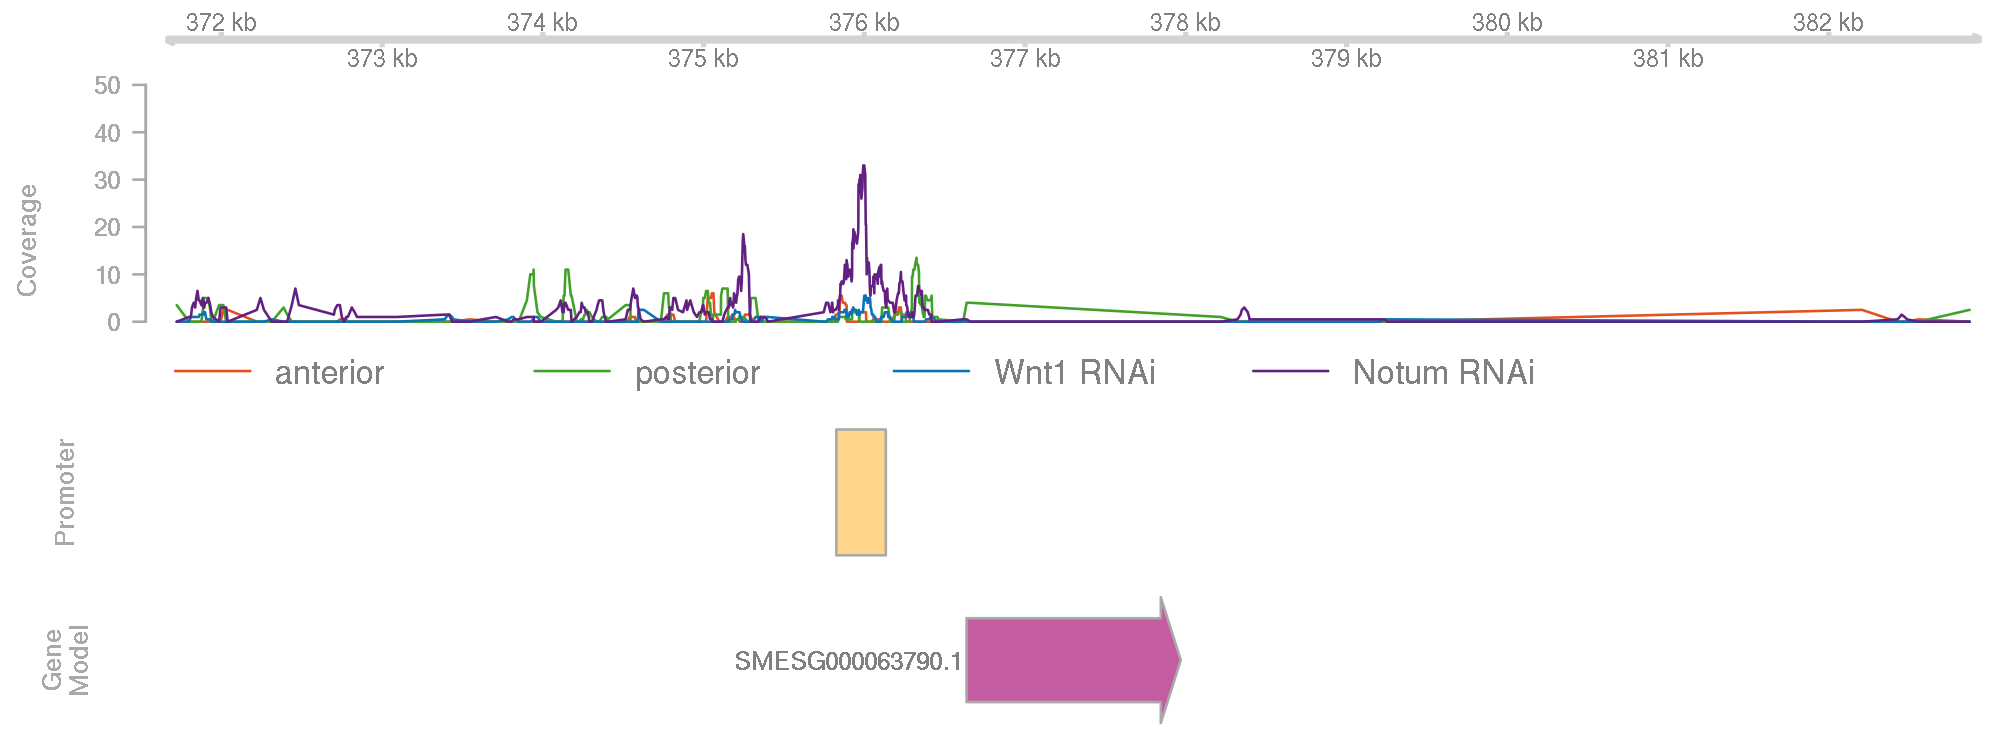 372 kb 374 kb 376 kb 378 kb 380 kb 382 kb
373 kb 375 kb 377 kb 379 kb 381 kb
50
40
30
20
10
0
Coverage
anterior posterior Wnt1 RNAi Notum RNAi
Promoter
Gene
Model
SMESG000063790.1